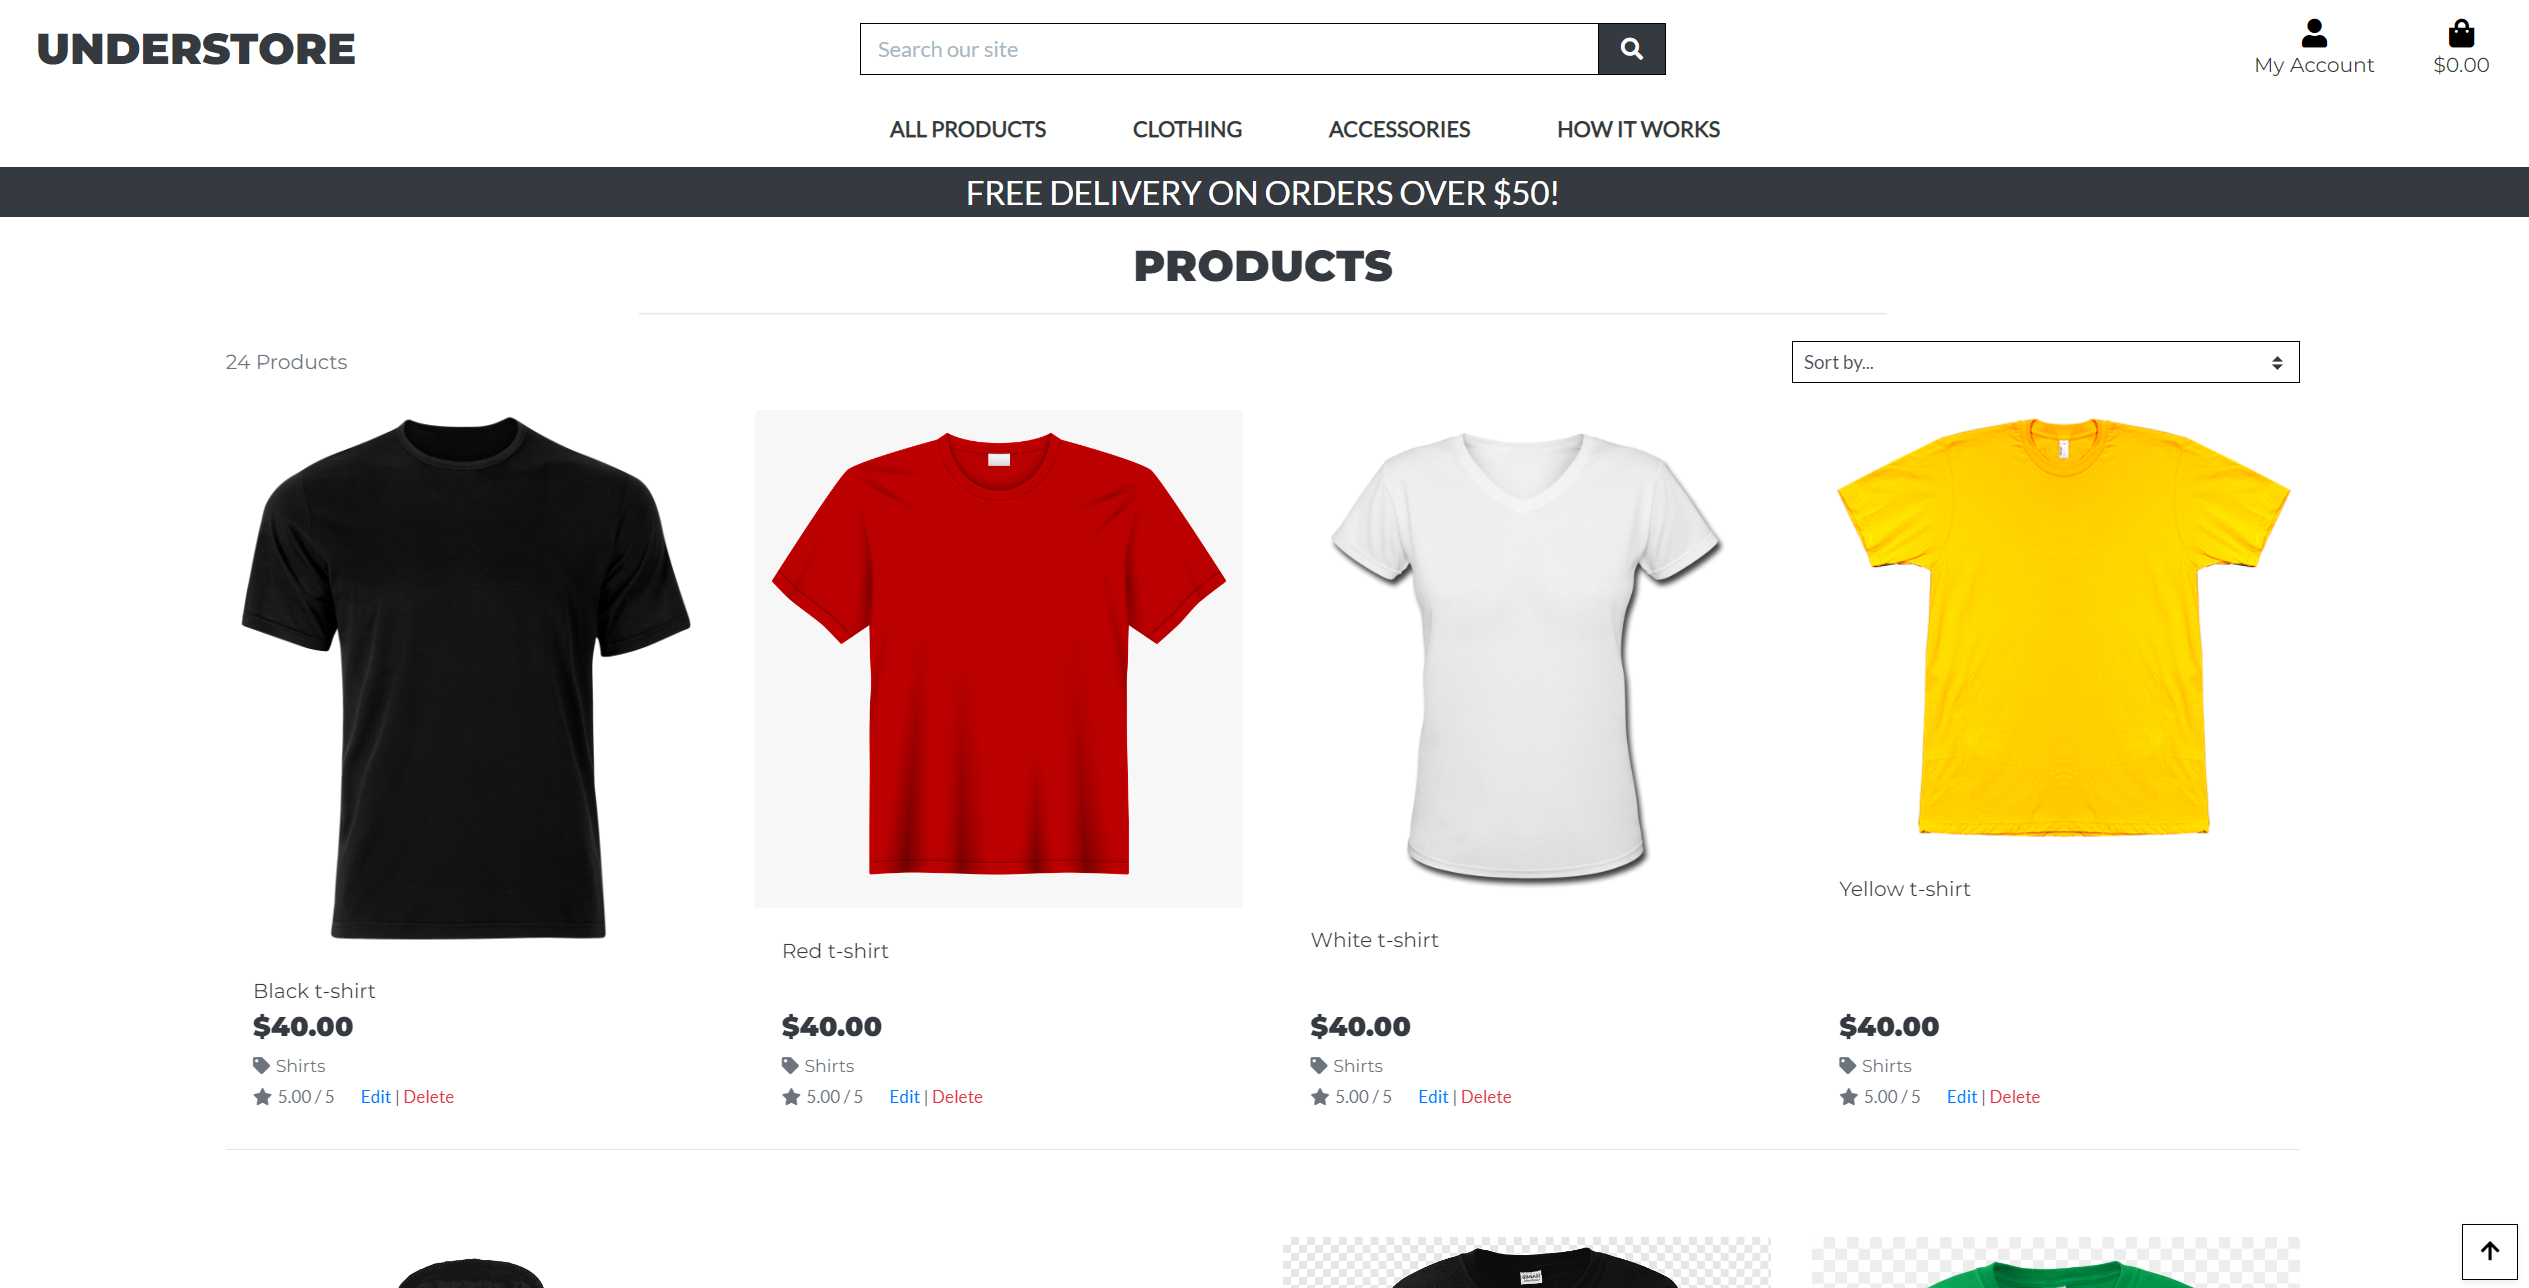 UNDERSTORE
Search our site
My Account
$0.00
ALL PRODUCTS
CLOTHING
ACCESSORIES
HOW IT WORKS
FREE DELIVERY ON ORDERS OVER $50!
PRODUCTS
24 Products
Sort by...
Black t-shirt
$40.00
Shirts
5.00 / 5
Edit | Delete
Red t-shirt
$40.00
Shirts
5.00 / 5
Edit | Delete
White t-shirt
$40.00
Shirts
5.00 / 5
Edit | Delete
Yellow t-shirt
$40.00
Shirts
5.00 / 5
Edit | Delete